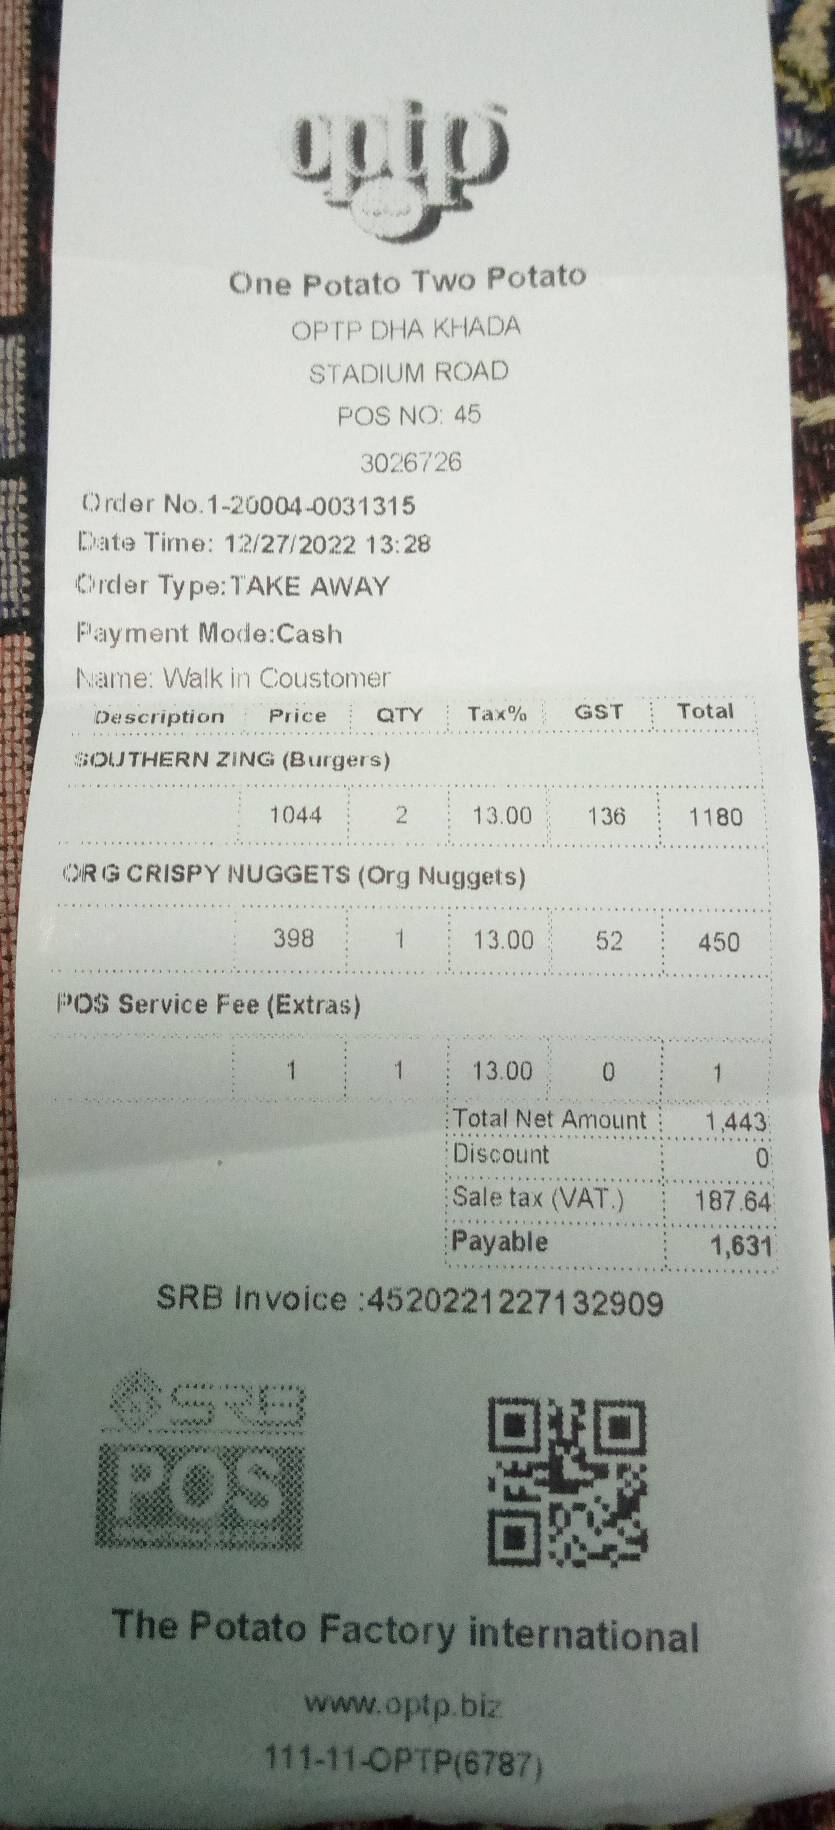 optp
One Potato Two Potato
OPTP DHA KHADA
STADIUM ROAD
POS NO: 45
3026726
Order No.1-20004-0031315
Date Time: 12/27/2022 13:28
Order Type:TAKE AWAY
Payment Mode:Cash
Name: Walk in Coustomer
Description Price QTY Tax% GST Total
SOUTHERN ZING (Burgers)
1044 2 13.00 136 1180
ORG CRISPY NUGGETS (Org Nuggets)
398 1 13.00 52 450
POS Service Fee (Extras)
1 1 13.00 0 1
Total Net Amount 1,443
Discount 0
Sale tax (VAT.) 187.64
Payable 1,631
SRB Invoice :4520221227132909
SRB
POS
The Potato Factory international
www.optp.biz
111-11-OPTP(6787)